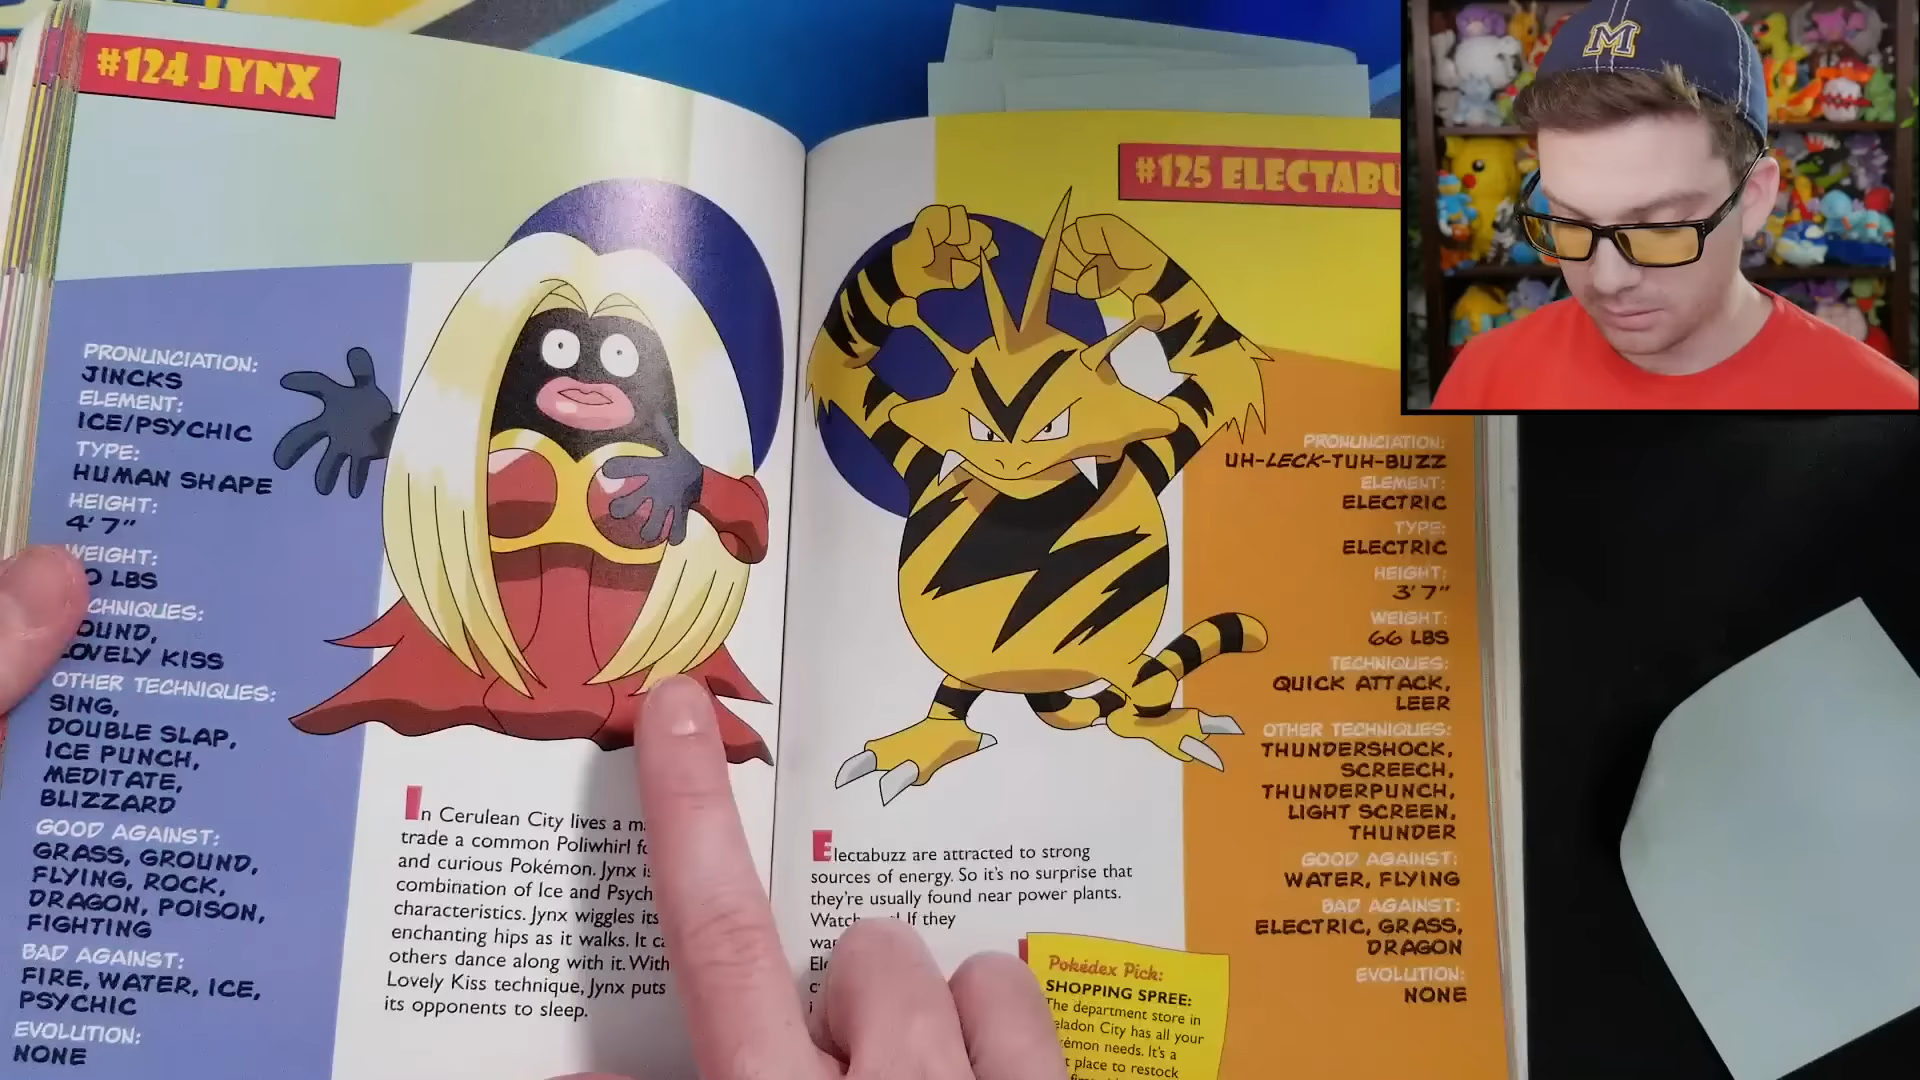 #124 JYNX
PRONUNCIATION:
JINCKS
ELEMENT:
ICE/PSYCHIC
TYPE:
HUMAN SHAPE
HEIGHT:
4'7"
WEIGHT:
LBS
LOVELY KISS
OTHER TECHNIQUES:
SING,
DOUBLE SLAP,
ICE PUNCH,
MEDITATE,
BLIZZARD
GOOD AGAINST:
GRASS, GROUND,
FLYING, ROCK,
DRAGON, POISON,
FIGHTING
BAD AGAINST:
FIRE, WATER, ICE,
PSYCHIC
EVOLUTION:
NONE
In Cerulean City lives a
trade a common Poliwhirl
and curious Pokémon. Jynx
combination of Ice and
characteristics. Jynx wiggles its
enchanting hips as it walks. It
others dance along with it. With
Lovely Kiss technique, Jynx puts
its opponents to sleep.
#125 ELECTABU
PRONUNCIATION:
UH-LECK-TUH-BUZZ
ELEMENT:
ELECTRIC
TYPE:
ELECTRIC
HEIGHT:
3'7"
WEIGHT:
66 LBS
TECHNIQUES:
QUICK ATTACK,
LEER
OTHER TECHNIQUES:
THUNDERSHOCK,
SCREECH,
THUNDERPUNCH,
LIGHT SCREEN,
THUNDER
GOOD AGAINST:
WATER, FLYING
BAD AGAINST:
ELECTRIC, GRASS,
DRAGON
EVOLUTION:
NONE
Electabuzz are attracted to strong
sources of energy. So it's no surprise that
they're usually found near power plants.
If they
Pokédex Pick:
SHOPPING SPREE:
The department store in
City has all your
needs. It's a
place to restock
M